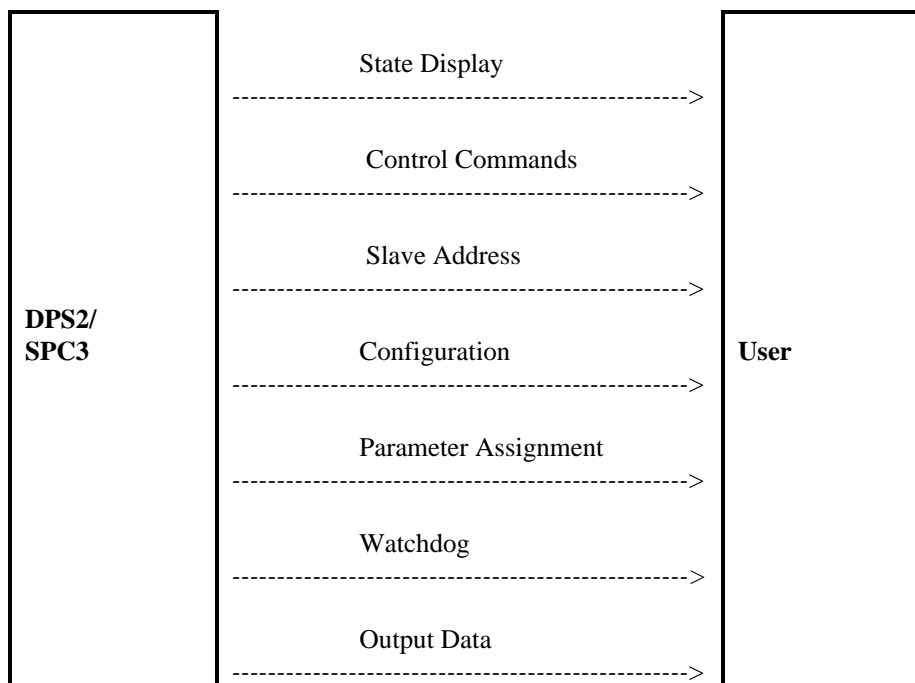 State Display
Control Commands
Slave Address
DPS2/
SPC3
Configuration
User
Parameter Assignment
Watchdog
Output Data